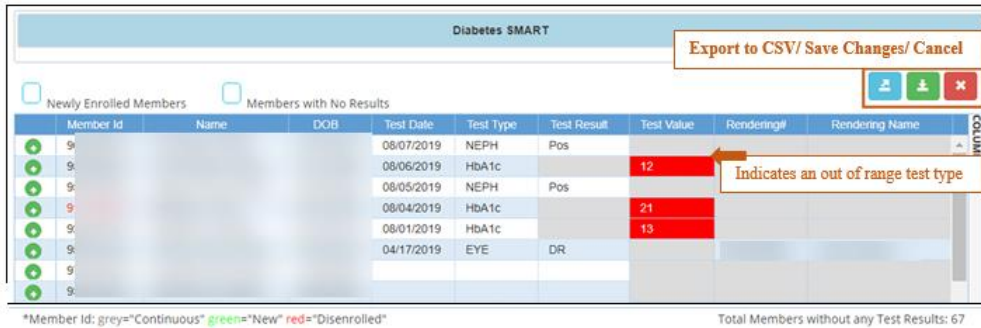 Diabetes SMART
Export to CSV/ Save Changes/ Cancel
Newly Enrolled Members Members with No Results
Member Id Name DOB Test Date Test Type Test Result Test Value Rendering# Rendering Name
COLUM
08/07/2019 NEPH Pos
08/06/2019 HbA1c 12
Indicates an out of range test type
08/05/2019 NEPH Pos
08/04/2019 HbA1c 21
08/01/2019 HbA1c 13
04/17/2019 EYE DR
*Member Id: grey="Continuous" green="New" red="Disenrolled" Total Members without any Test Results: 67